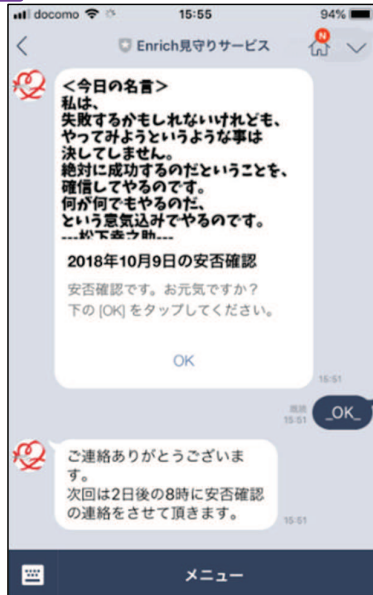 docomo 15:55 94%
Enrich見守りサービス
N
<今日の名言>
私は、
失敗するかもしれないけれども、
やってみようというような事は
決してしません。
絶対に成功するのだということを、
確信してやるのです。
何が何でもやるのだ、
という意気込みでやるのです。
---松下幸之助---
2018年10月9日の安否確認
安否確認です。お元気ですか?
下の [OK] をタップしてください。
OK
15:51
既読
15:51
_OK_
ご連絡ありがとうございま
す。
次回は2日後の8時に安否確認
の連絡をさせて頂きます。
15:51
メニュー